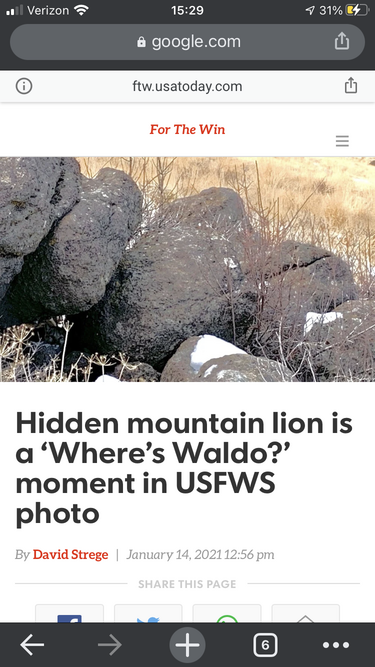 Verizon 15:29 31%
google.com
ftw.usatoday.com
For The Win
Hidden mountain lion is
a ‘Where’s Waldo?’
moment in USFWS
photo
By David Strege | January 14, 2021 12:56 pm
SHARE THIS PAGE
6